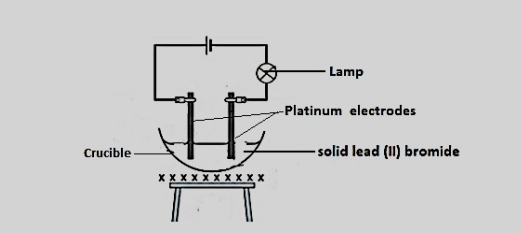 Lamp
Platinum electrodes
Crucible
solid lead (II) bromide